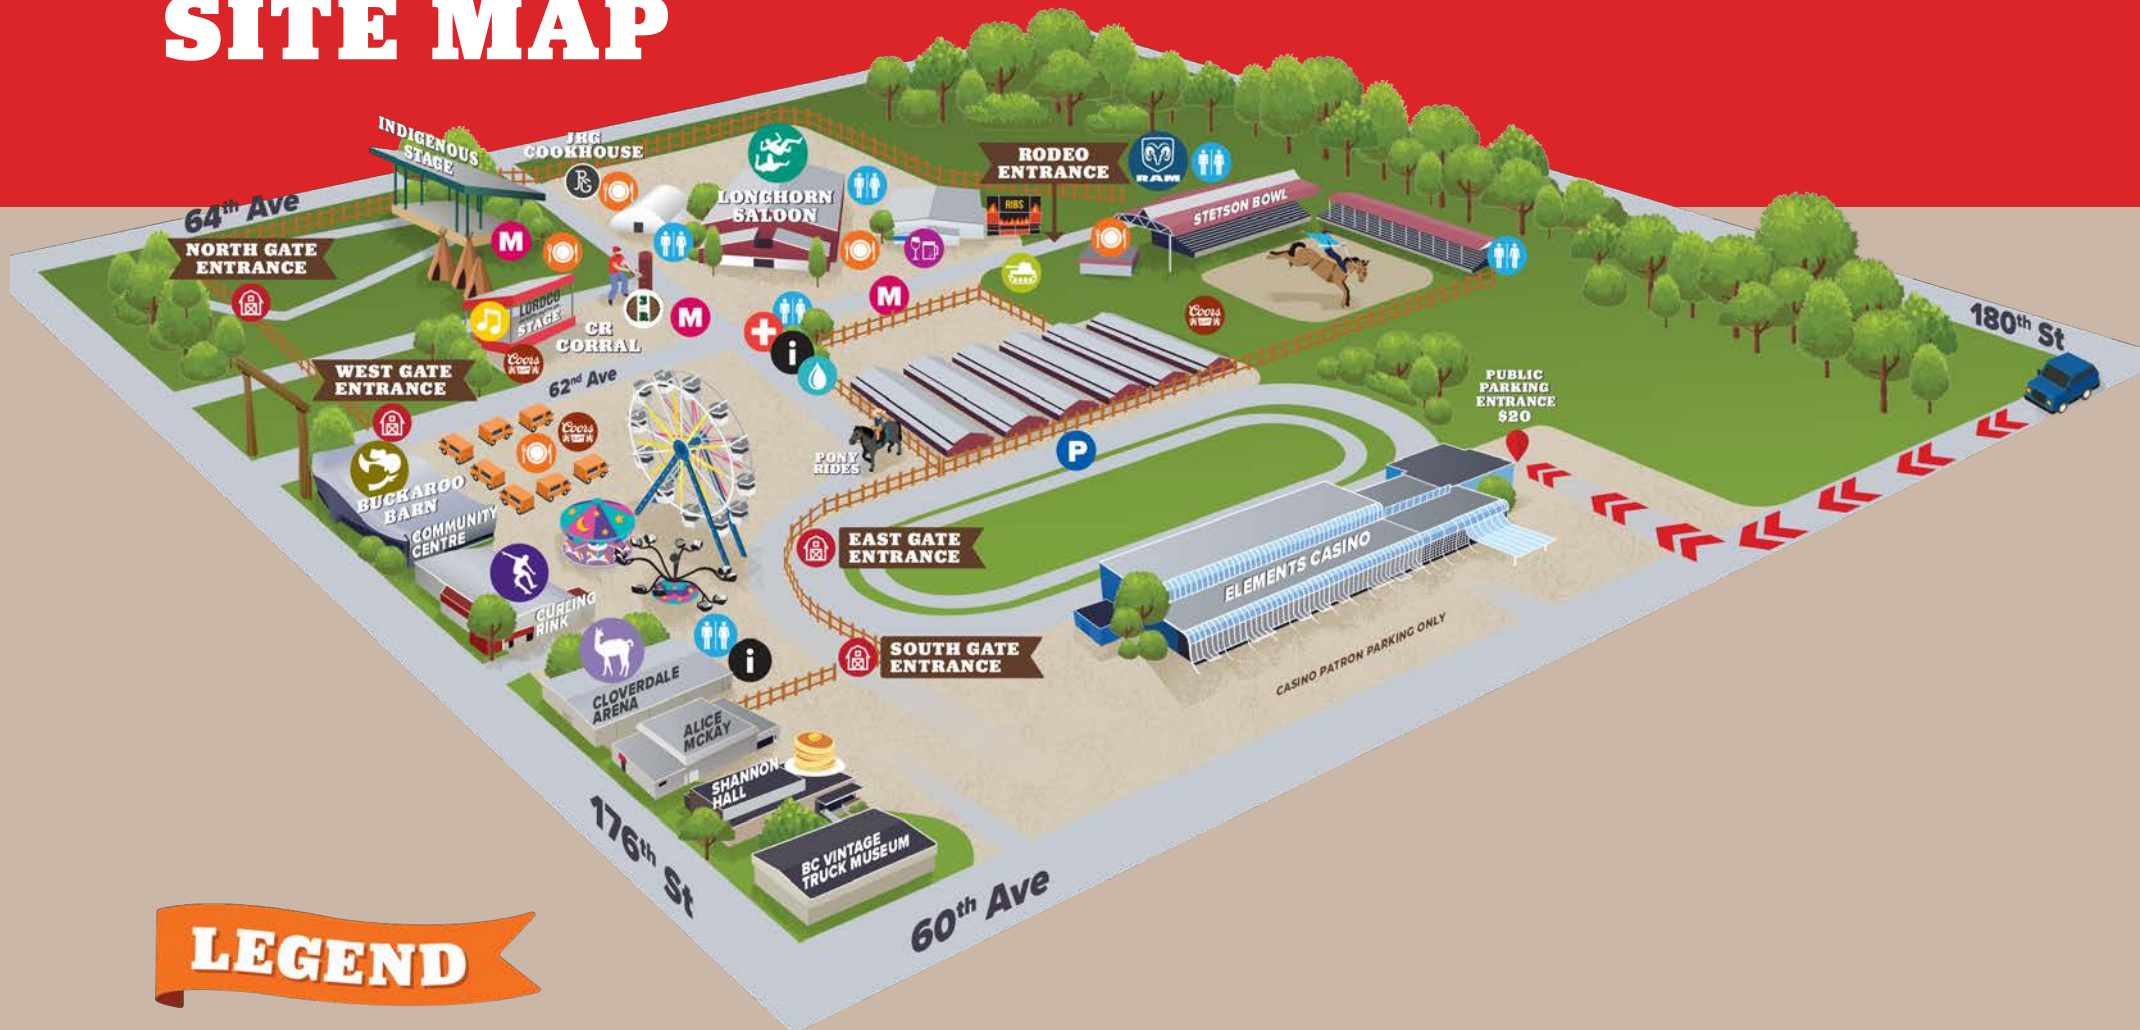 SITE MAP
INDIGENOUS
STAGE
JRG
COOKHOUSE
64th Ave
NORTH GATE
ENTRANCE
M
LORDCO
STAGE
LONGHORN
SALOON
RODEO
ENTRANCE
RAM
RIBS
STETSON BOWL
M
M
CR
CORRAL
Coors
Coors
Coors
i
180th St
WEST GATE
ENTRANCE
62nd Ave
PUBLIC
PARKING
ENTRANCE
$20
P
PONY
RIDES
BUCKAROO
BARN
COMMUNITY
CENTRE
EAST GATE
ENTRANCE
ELEMENTS CASINO
CURLING
RINK
SOUTH GATE
ENTRANCE
i
CASINO PATRON PARKING ONLY
CLOVERDALE
ARENA
ALICE
MCKAY
SHANNON
HALL
BC VINTAGE
TRUCK MUSEUM
176th St
60th Ave
LEGEND